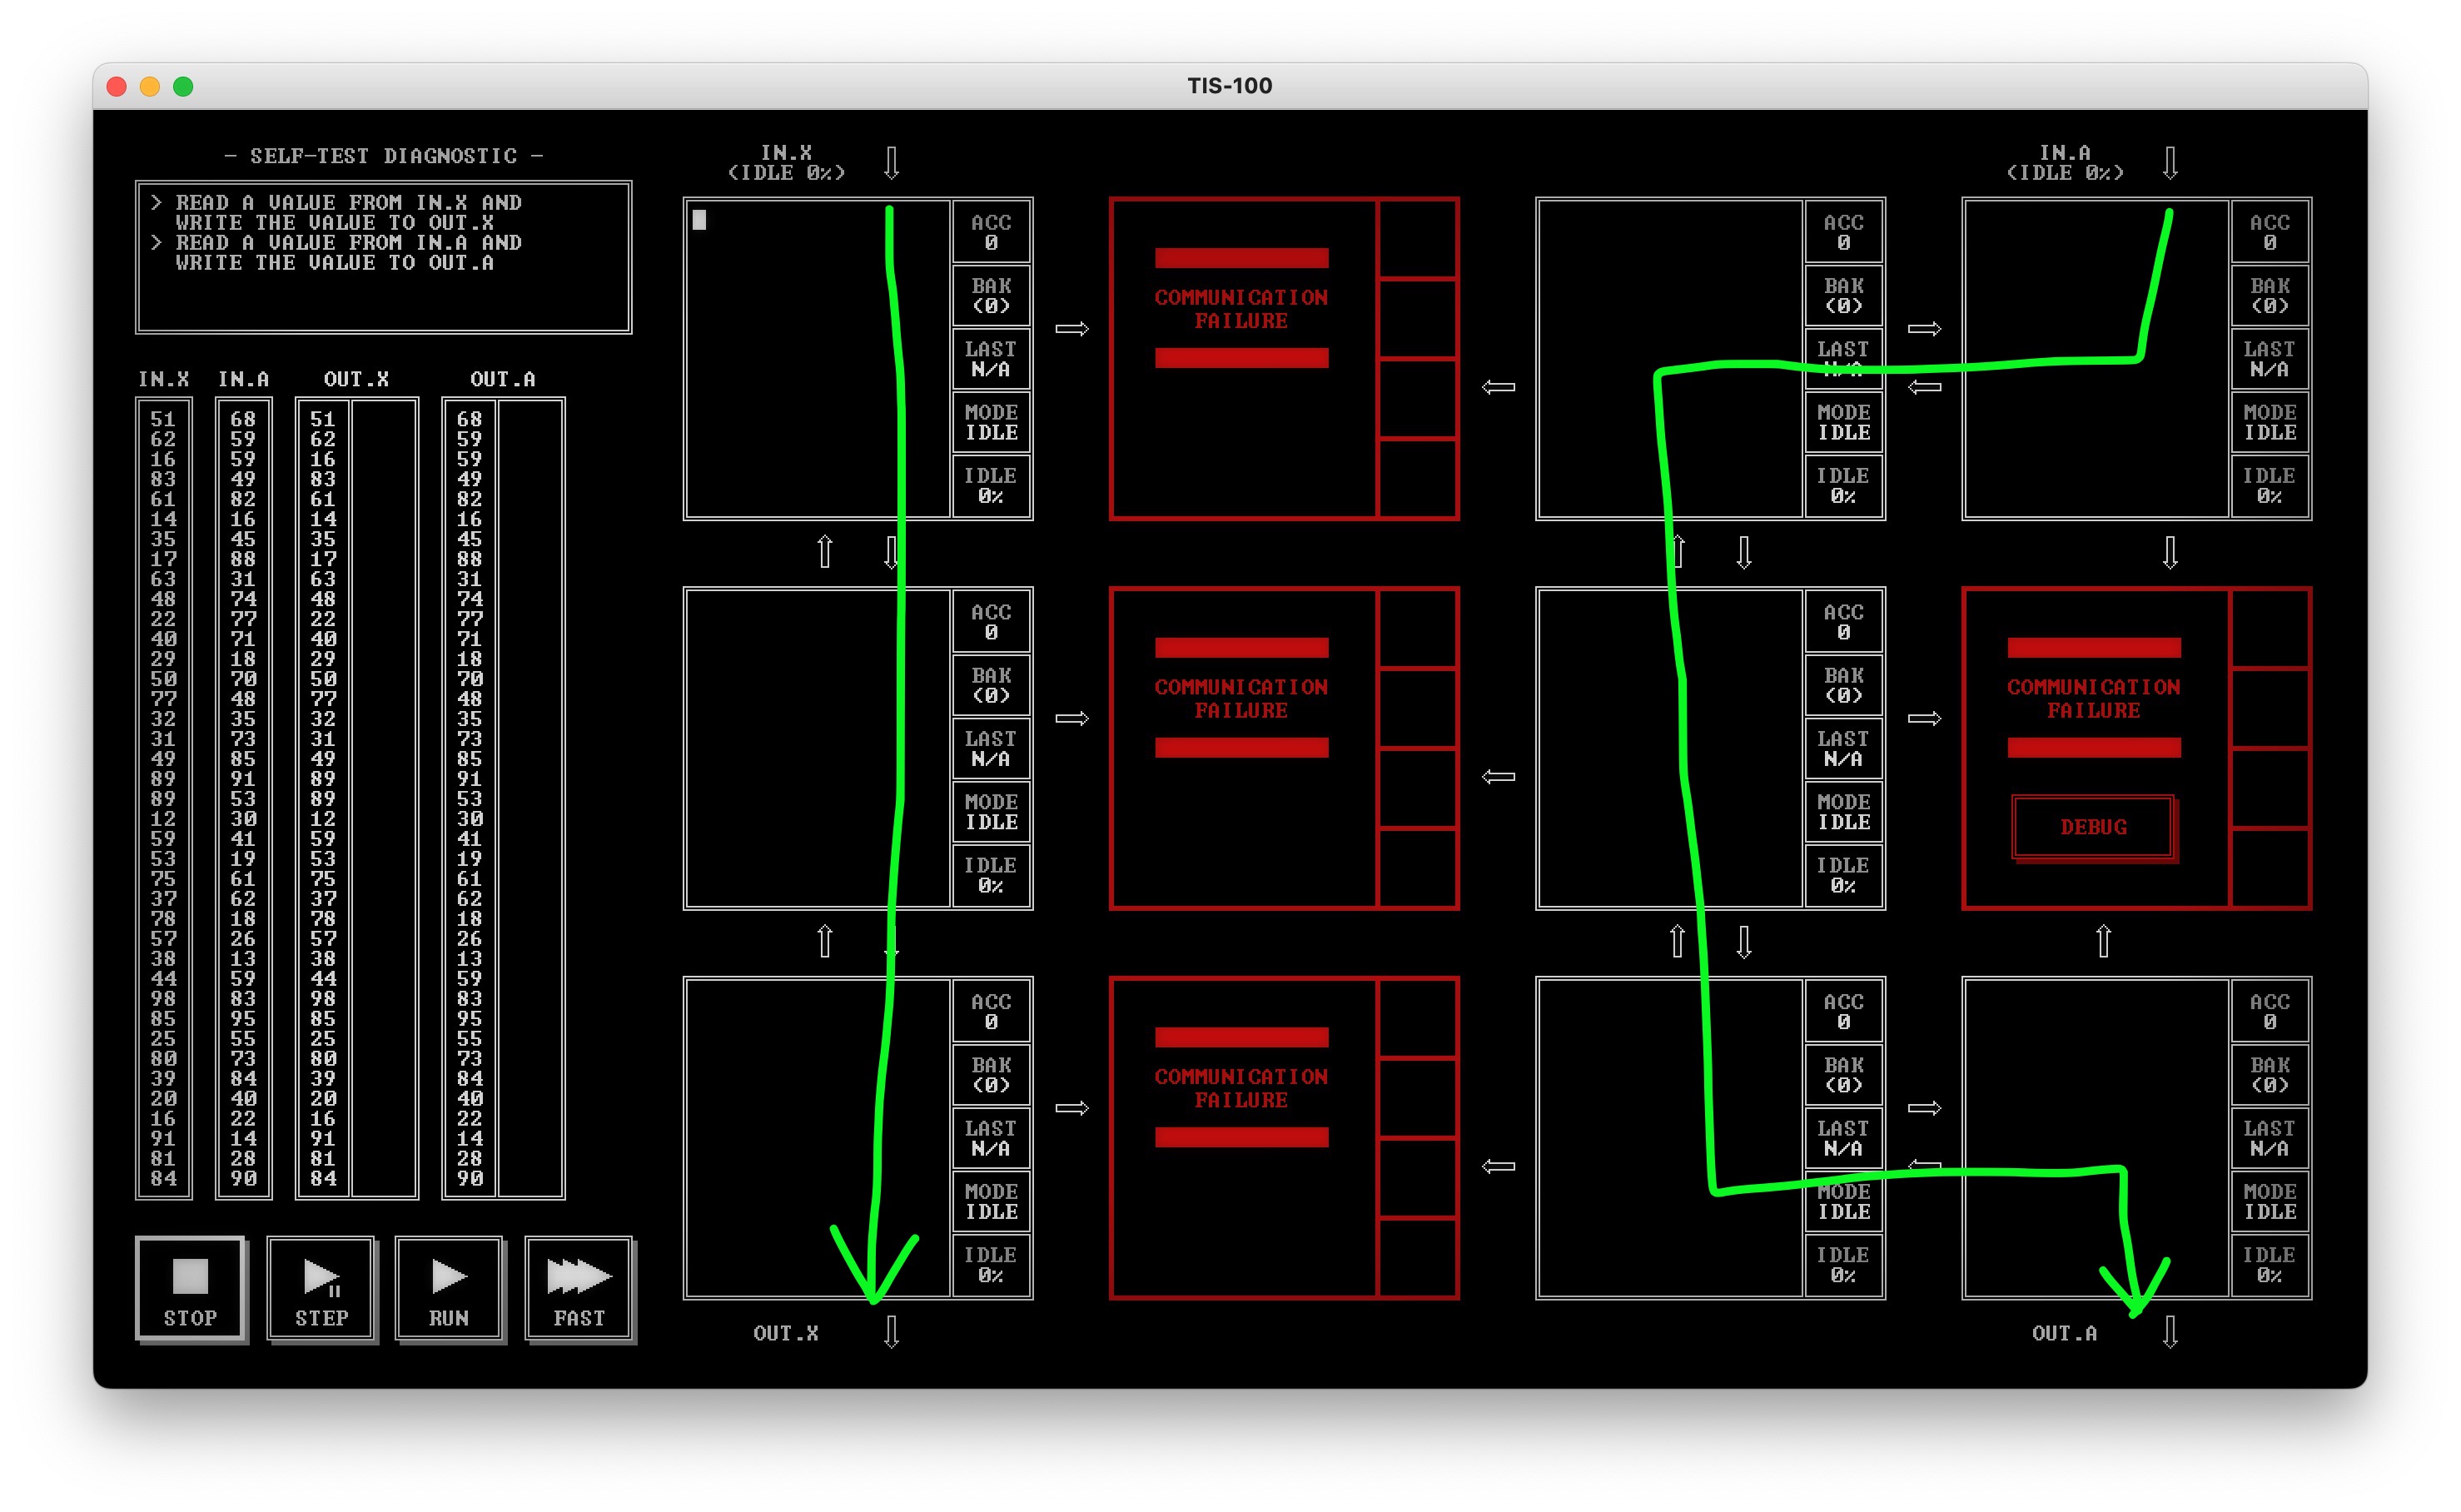 TIS-100
- SELF-TEST DIAGNOSTIC -
> READ A VALUE FROM IN.X AND
WRITE THE VALUE TO OUT.X
> READ A VALUE FROM IN.A AND
WRITE THE VALUE TO OUT.A
IN.X IN.A OUT.X OUT.A
51 68 51 68
62 59 62 59
16 59 16 59
83 49 83 49
61 82 61 82
14 16 14 16
35 45 35 45
17 88 17 88
63 31 63 31
48 74 48 74
22 77 22 77
40 71 40 71
29 18 29 18
50 70 50 70
77 48 77 48
32 35 32 35
31 73 31 73
49 85 49 85
89 91 89 91
89 53 89 53
12 30 12 30
59 41 59 41
53 19 53 19
75 61 75 61
37 62 37 62
78 18 78 18
57 26 57 26
38 13 38 13
44 59 44 59
98 83 98 83
85 95 85 95
25 55 25 55
80 73 80 73
39 84 39 84
20 40 20 40
16 22 16 22
91 14 91 14
81 28 81 28
84 90 84 90
STOP STEP RUN FAST
IN.X
(IDLE 0%)
IN.A
(IDLE 0%)
ACC
0
BAK
(0)
LAST
N/A
MODE
IDLE
IDLE
0%
COMMUNICATION
FAILURE
ACC
0
BAK
(0)
LAST
N/A
MODE
IDLE
IDLE
0%
ACC
0
BAK
(0)
LAST
N/A
MODE
IDLE
IDLE
0%
ACC
0
BAK
(0)
LAST
N/A
MODE
IDLE
IDLE
0%
COMMUNICATION
FAILURE
ACC
0
BAK
(0)
LAST
N/A
MODE
IDLE
IDLE
0%
COMMUNICATION
FAILURE
DEBUG
ACC
0
BAK
(0)
LAST
N/A
MODE
IDLE
IDLE
0%
COMMUNICATION
FAILURE
ACC
0
BAK
(0)
LAST
N/A
MODE
IDLE
IDLE
0%
ACC
0
BAK
(0)
LAST
N/A
MODE
IDLE
IDLE
0%
OUT.X
OUT.A